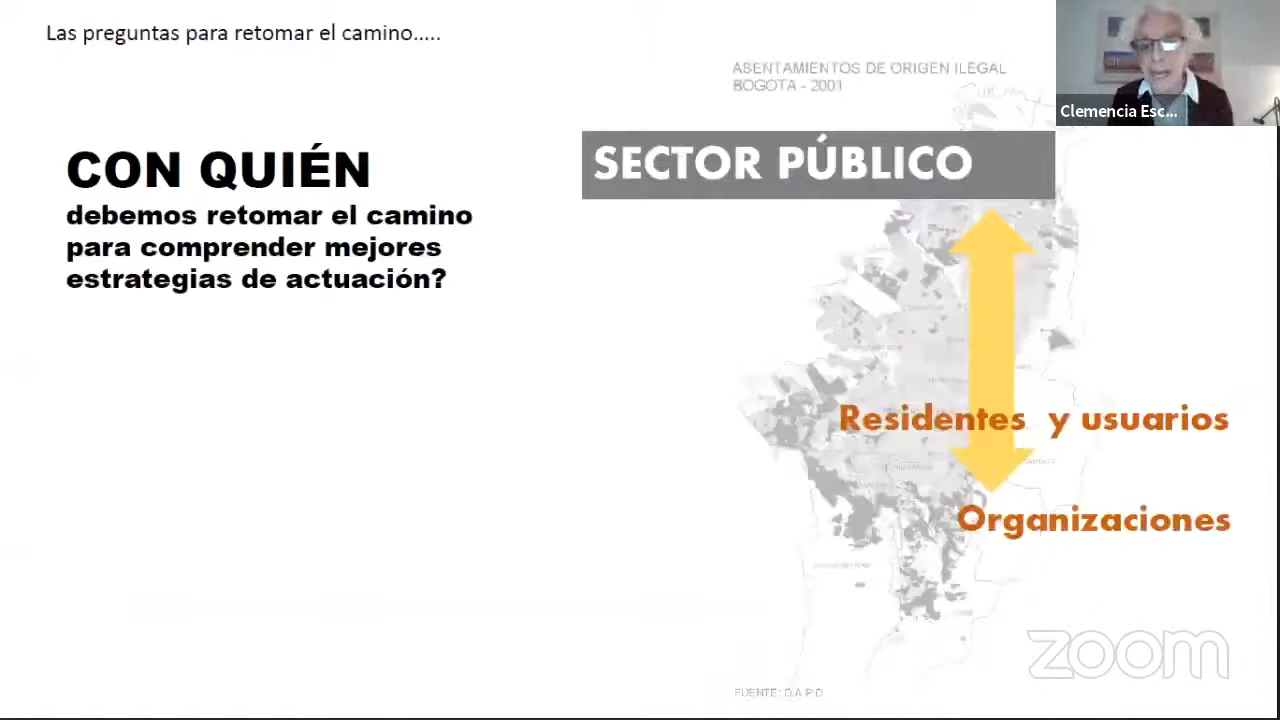 Las preguntas para retomar el camino.....
ASENTAMIENTOS DE ORIGEN ILEGAL
BOGOTA - 2001
Clemencia Esc...
CON QUIÉN
debemos retomar el camino
para comprender mejores
estrategias de actuación?
SECTOR PÚBLICO
Residentes y usuarios
Organizaciones
zoom
FUENTE: D.A.P.D